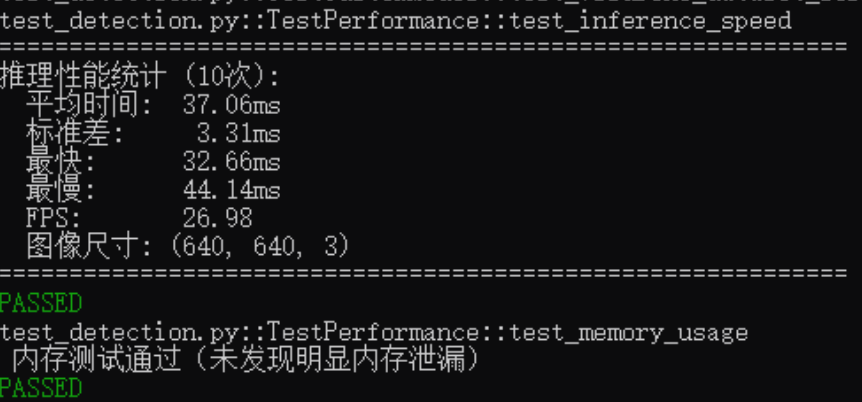 test_detection.py::TestPerformance::test_inference_speed
============================================================
推理性能统计 (10次):
平均时间: 37.06ms
标准差: 3.31ms
最快: 32.66ms
最慢: 44.14ms
FPS: 26.98
图像尺寸: (640, 640, 3)
============================================================
PASSED
test_detection.py::TestPerformance::test_memory_usage
内存测试通过（未发现明显内存泄漏）
PASSED